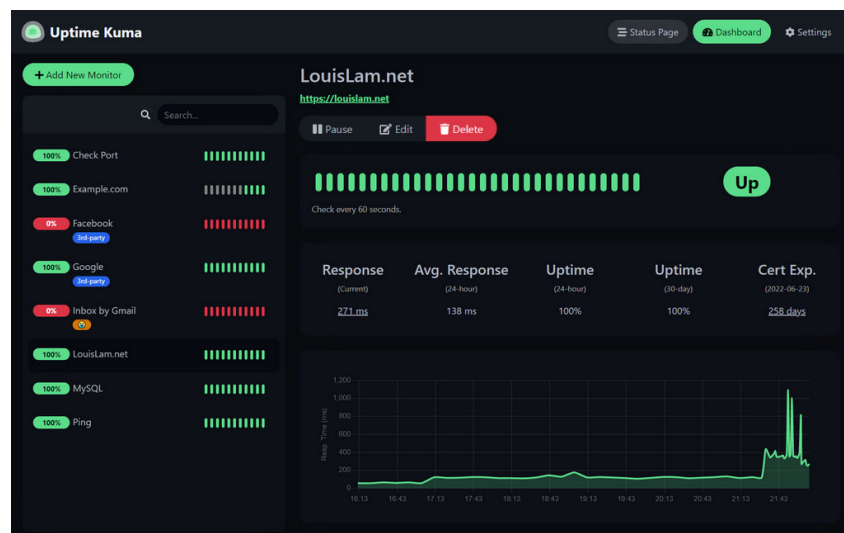 Uptime Kuma
Status Page
Dashboard
Settings
Add New Monitor
Search...
100% Check Port
100% Example.com
0% Facebook
3rd-party
100% Google
3rd-party
0% Inbox by Gmail
100% LouisLam.net
100% MySQL
100% Ping
LouisLam.net
https://louislam.net
Pause Edit Delete
Up
Check every 60 seconds.
Response Avg. Response Uptime Uptime Cert Exp.
(Current) (24-hour) (24-hour) (30-day) (2022-06-23)
271 ms 138 ms 100% 100% 258 days
Resp. Time (ms)
1,200
1,000
800
600
400
200
0
16:13 16:43 17:13 17:43 18:13 18:43 19:13 19:43 20:13 20:43 21:13 21:43